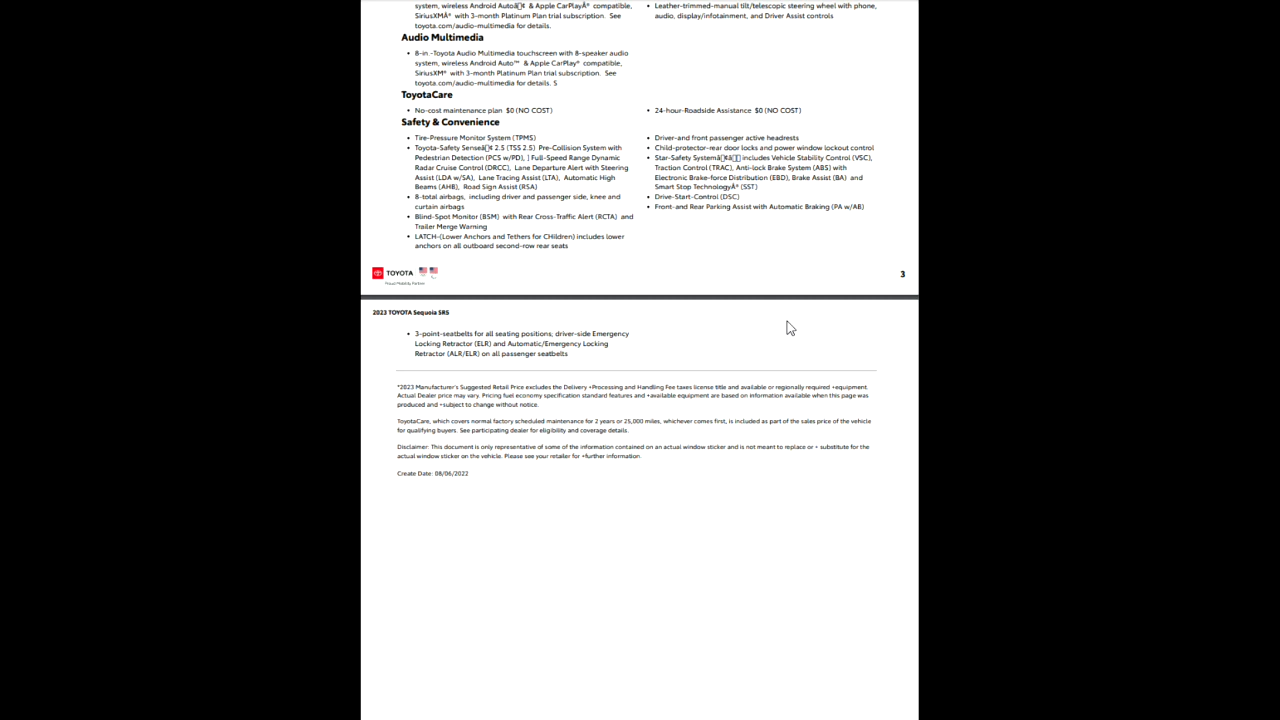 system, wireless Android Autoâ¢ & Apple CarPlayÂ® compatible,
SiriusXMÂ® with 3-month Platinum Plan trial subscription. See
toyota.com/audio-multimedia for details.
Leather-trimmed-manual tilt/telescopic steering wheel with phone,
audio, display/infotainment, and Driver Assist controls
Audio Multimedia
• 8-in -Toyota Audio Multimedia touchscreen with 8-speaker audio
system, wireless Android Auto™ & Apple CarPlay® compatible,
SiriusXM® with 3-month Platinum Plan trial subscription. See
toyota.com/audio-multimedia for details. S
ToyotaCare
• No-cost maintenance plan $0 (NO COST)
• 24-hour-Roadside Assistance $0 (NO COST)
Safety & Convenience
• Tire-Pressure Monitor System (TPMS)
• Toyota-Safety Senseâ¢ 2.5 (TSS 2.5) Pre-Collision System with
Pedestrian Detection (PCS w/PD), ] Full-Speed Range Dynamic
Radar Cruise Control (DRCC), Lane Departure Alert with Steering
Assist (LDA w/SA), Lane Tracing Assist (LTA), Automatic High
Beams (AHB), Road Sign Assist (RSA)
• 8-total airbags, including driver and passenger side, knee and
curtain airbags
• Blind-Spot Monitor (BSM) with Rear Cross-Traffic Alert (RCTA) and
Trailer Merge Warning
• LATCH-(Lower Anchors and Tethers for CHildren) includes lower
anchors on all outboard second-row rear seats
• Driver-and front passenger active headrests
• Child-protector-rear door locks and power window lockout control
• Star-Safety Systemâ¢â includes Vehicle Stability Control (VSC),
Traction Control (TRAC), Anti-lock Brake System (ABS) with
Electronic Brake-force Distribution (EBD), Brake Assist (BA) and
Smart Stop TechnologyÂ® (SST)
• Drive-Start-Control (DSC)
• Front-and Rear Parking Assist with Automatic Braking (PA w/AB)
TOYOTA
Proud Mobility Partner
3
2023 TOYOTA Sequoia SR5
• 3-point-seatbelts for all seating positions; driver-side Emergency
Locking Retractor (ELR) and Automatic/Emergency Locking
Retractor (ALR/ELR) on all passenger seatbelts
*2023 Manufacturer's Suggested Retail Price excludes the Delivery •Processing and Handling Fee taxes license title and available or regionally required •equipment.
Actual Dealer price may vary. Pricing fuel economy specification standard features and •available equipment are based on information available when this page was
produced and •subject to change without notice.
ToyotaCare, which covers normal factory scheduled maintenance for 2 years or 25,000 miles, whichever comes first, is included as part of the sales price of the vehicle
for qualifying buyers. See participating dealer for eligibility and coverage details.
Disclaimer: This document is only representative of some of the information contained on an actual window sticker and is not meant to replace or • substitute for the
actual window sticker on the vehicle. Please see your retailer for •further information.
Create Date: 08/06/2022